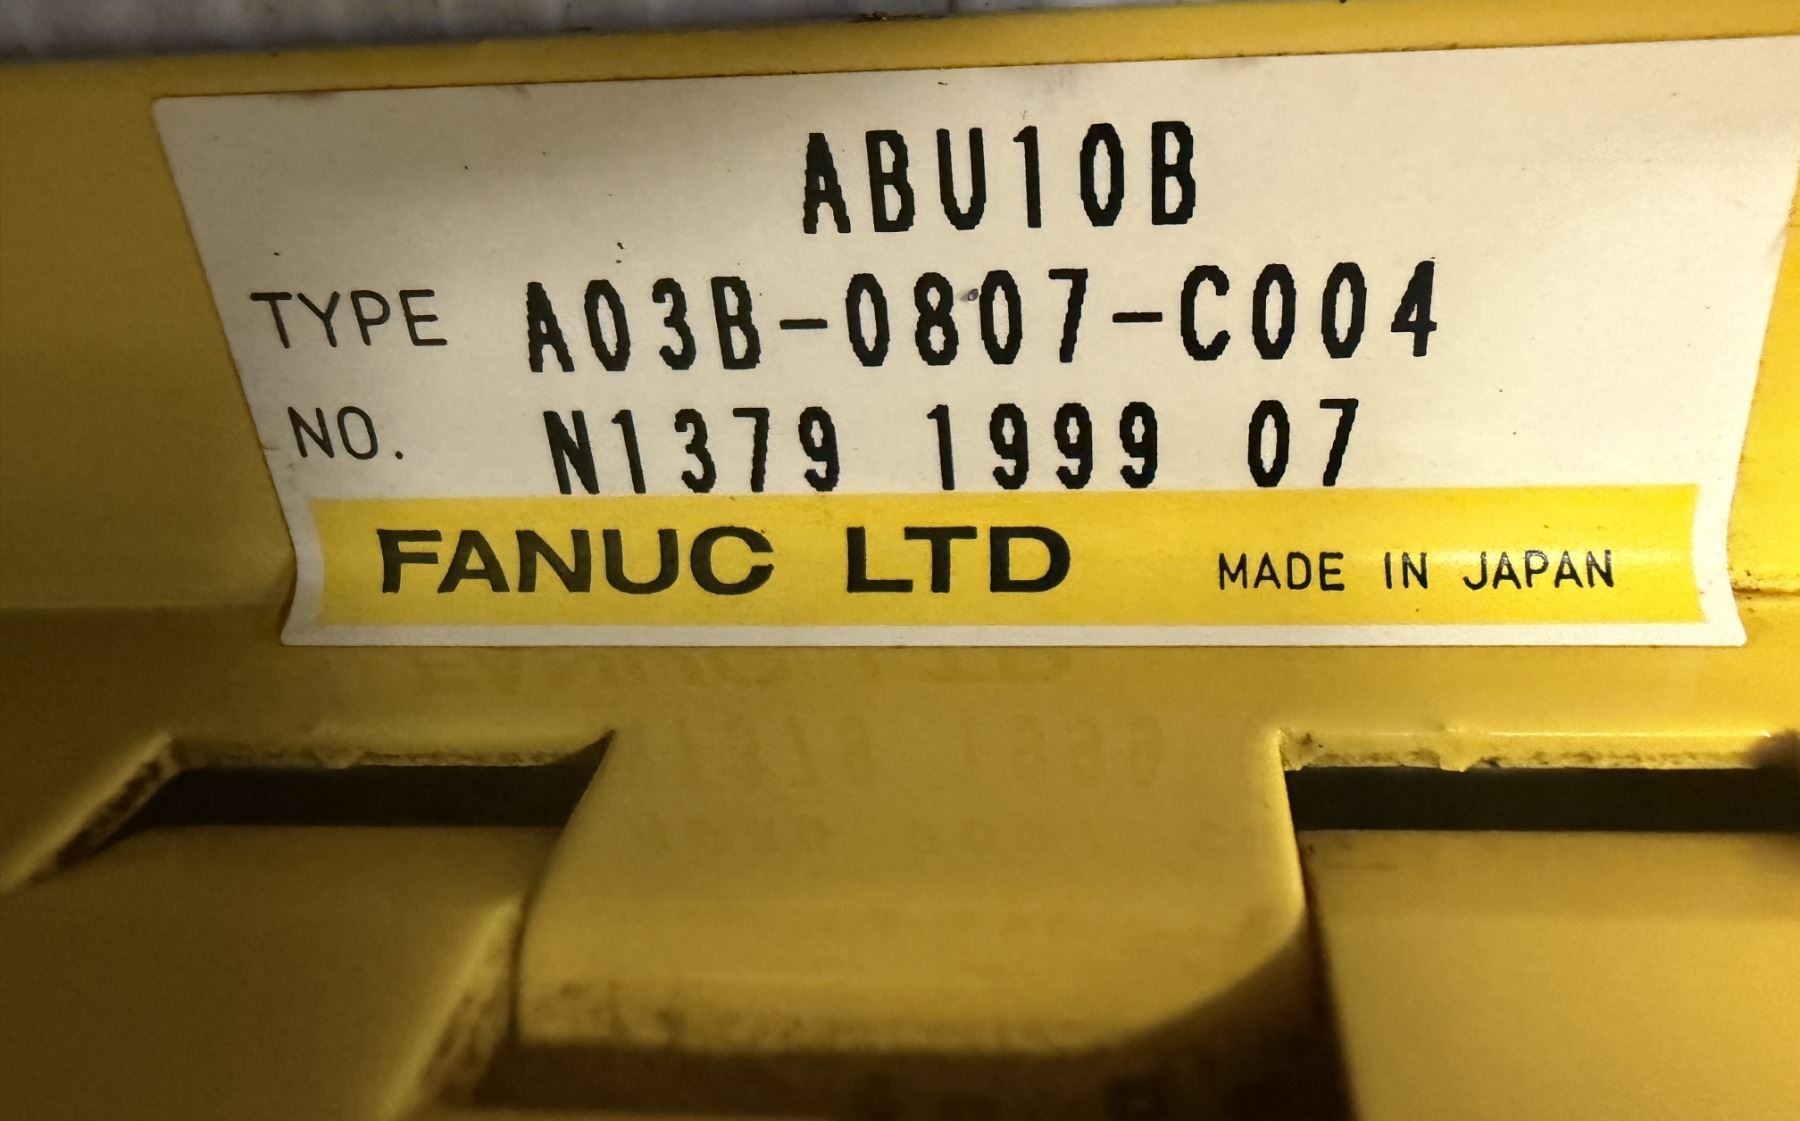 ABU10B
TYPE A03B-0807-C004
NO. N1379 1999 07
FANUC LTD MADE IN JAPAN